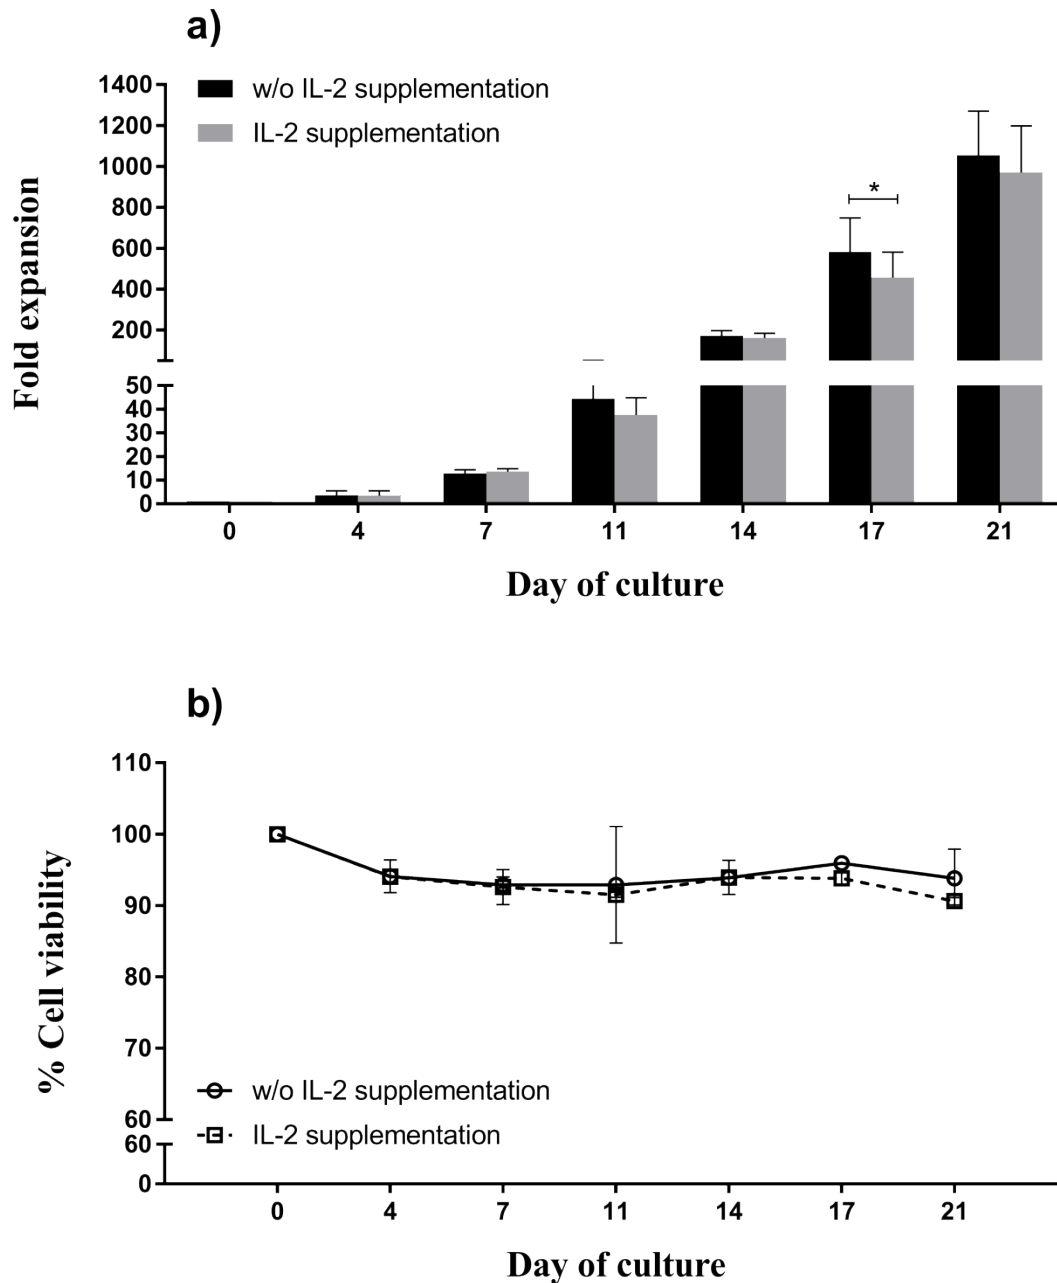 a)
w/o IL-2 supplementation
IL-2 supplementation
Fold expansion
1400
1200
1000
800
600
400
200
50
40
30
20
10
0
*
0 4 7 11 14 17 21
Day of culture
b)
% Cell viability
110
100
90
80
70
60
60
0
w/o IL-2 supplementation
IL-2 supplementation
0 4 7 11 14 17 21
Day of culture